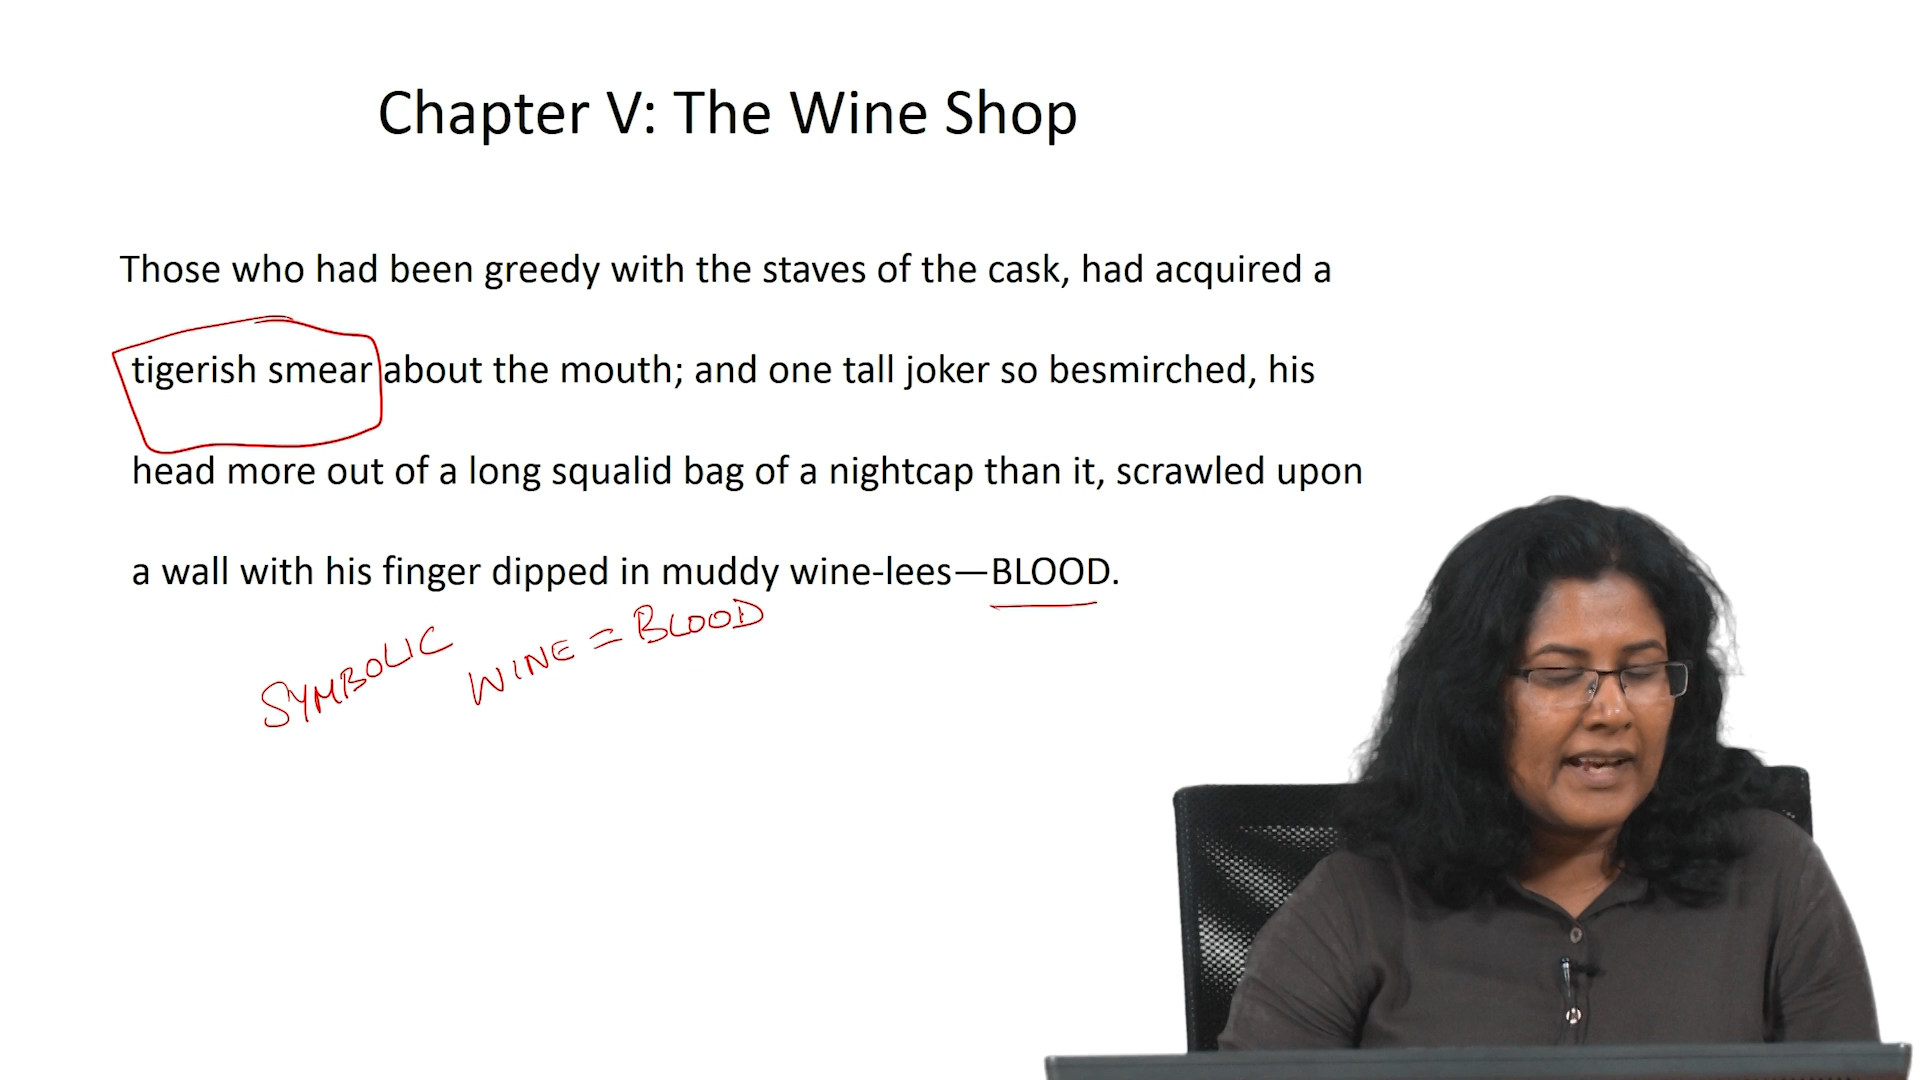 Chapter V: The Wine Shop
Those who had been greedy with the staves of the cask, had acquired a
tigerish smear about the mouth; and one tall joker so besmirched, his
head more out of a long squalid bag of a nightcap than it, scrawled upon
a wall with his finger dipped in muddy wine-lees—BLOOD.
SYMBOLIC WINE = BLOOD